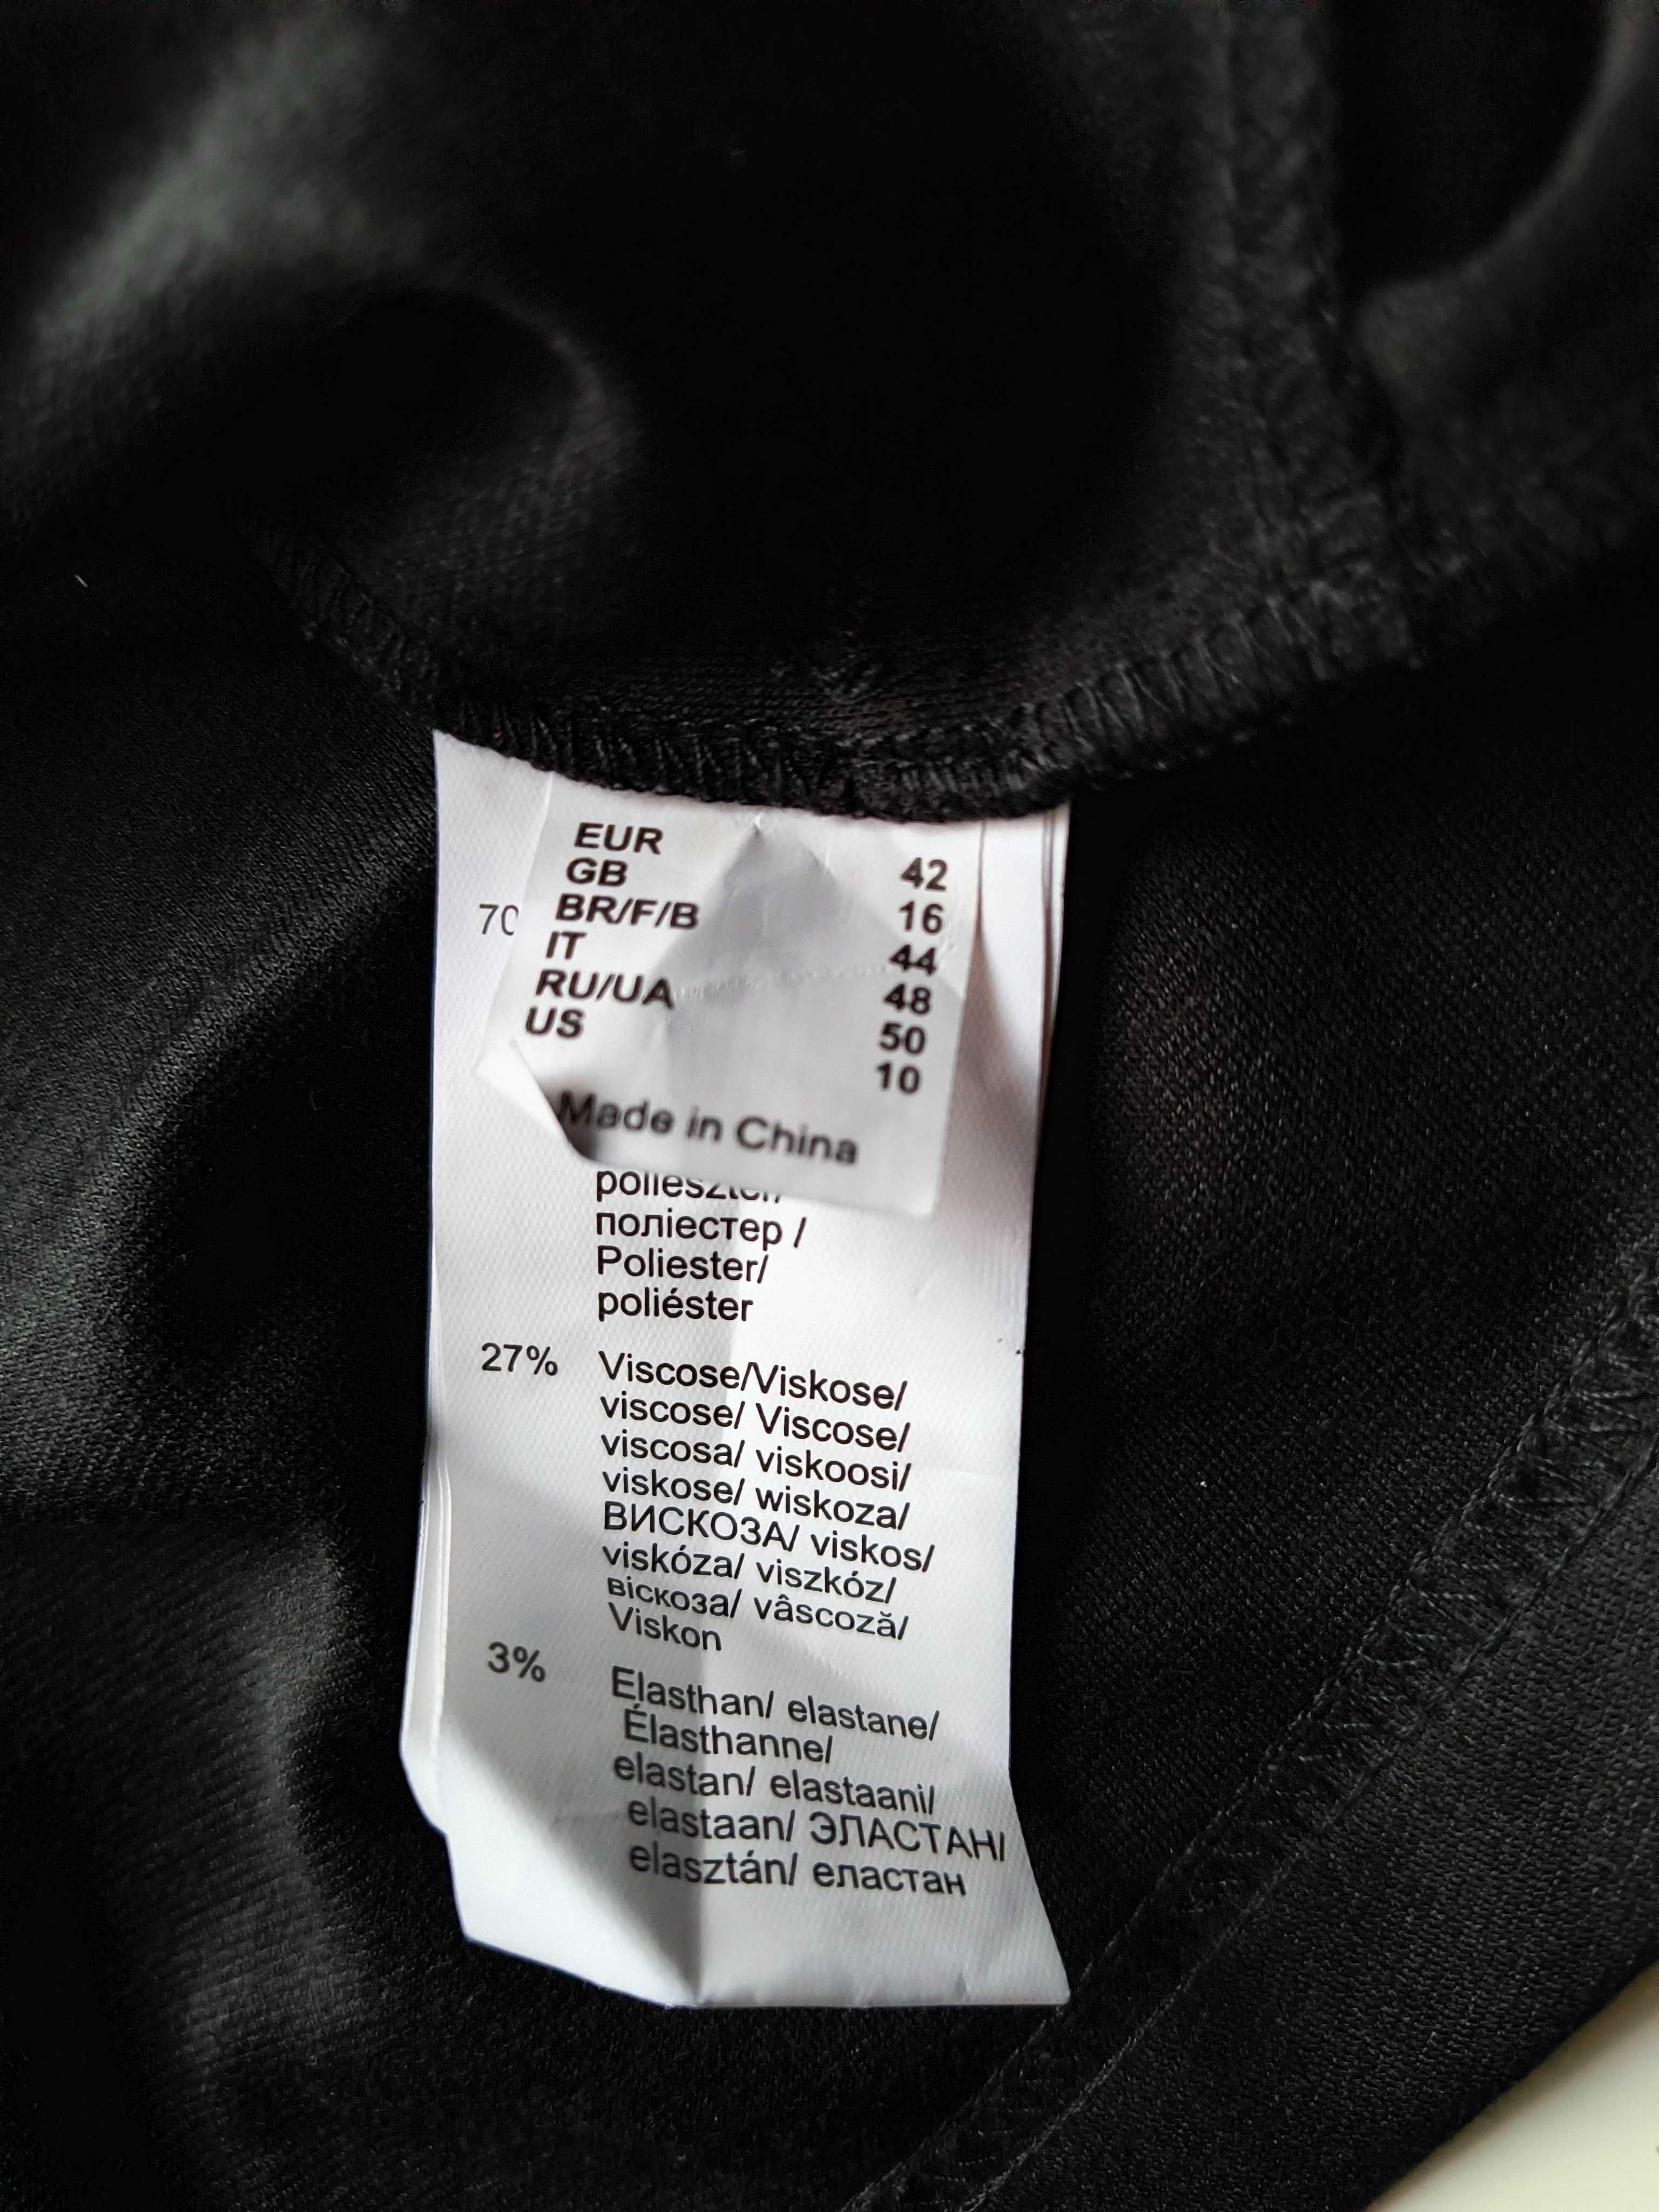 EUR 42
GB 16
BR/F/B 44
IT 48
RU/UA 50
US 10
Made in China
70
поліестер /
Poliester/
poliéster
27% Viscose/Viskose/
viscose/ Viscose/
viscosa/ viskoosi/
viskose/ wiskoza/
ВИСКОЗА/ viskos/
viskóza/ viszkóz/
віскоза/ vâscoză/
Viskon
3% Elasthan/ elastane/
Élasthanne/
elastan/ elastaani/
elastaan/ ЭЛАСТАН/
elasztán/ еластан